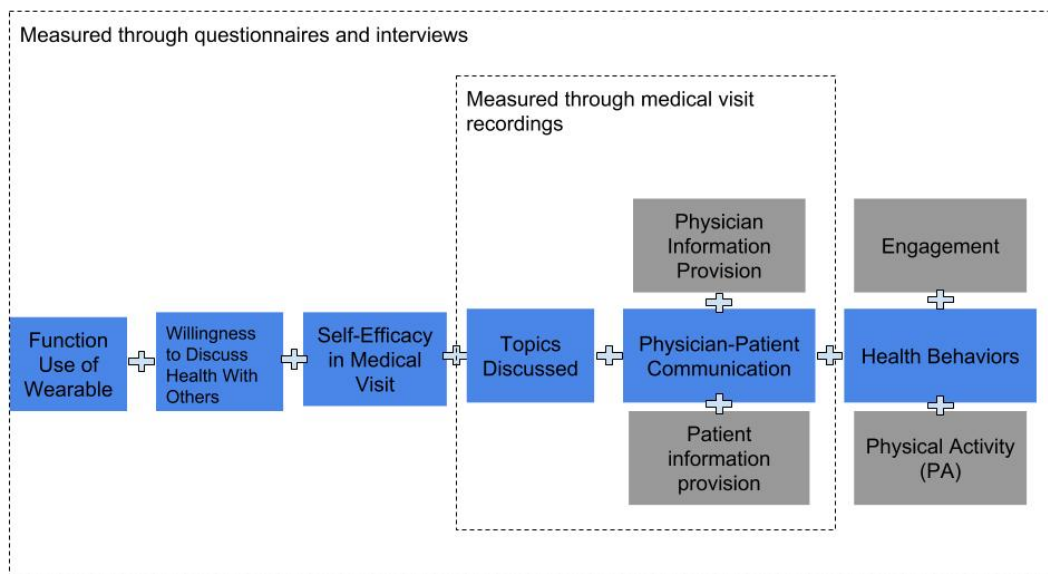 Measured through questionnaires and interviews
Measured through medical visit
recordings
Function
Use of
Wearable
Willingness
to Discuss
Health With
Others
Self-Efficacy
in Medical
Visit
Topics
Discussed
Physician
Information
Provision
Physician-Patient
Communication
Patient
information
provision
Engagement
Health Behaviors
Physical Activity
(PA)